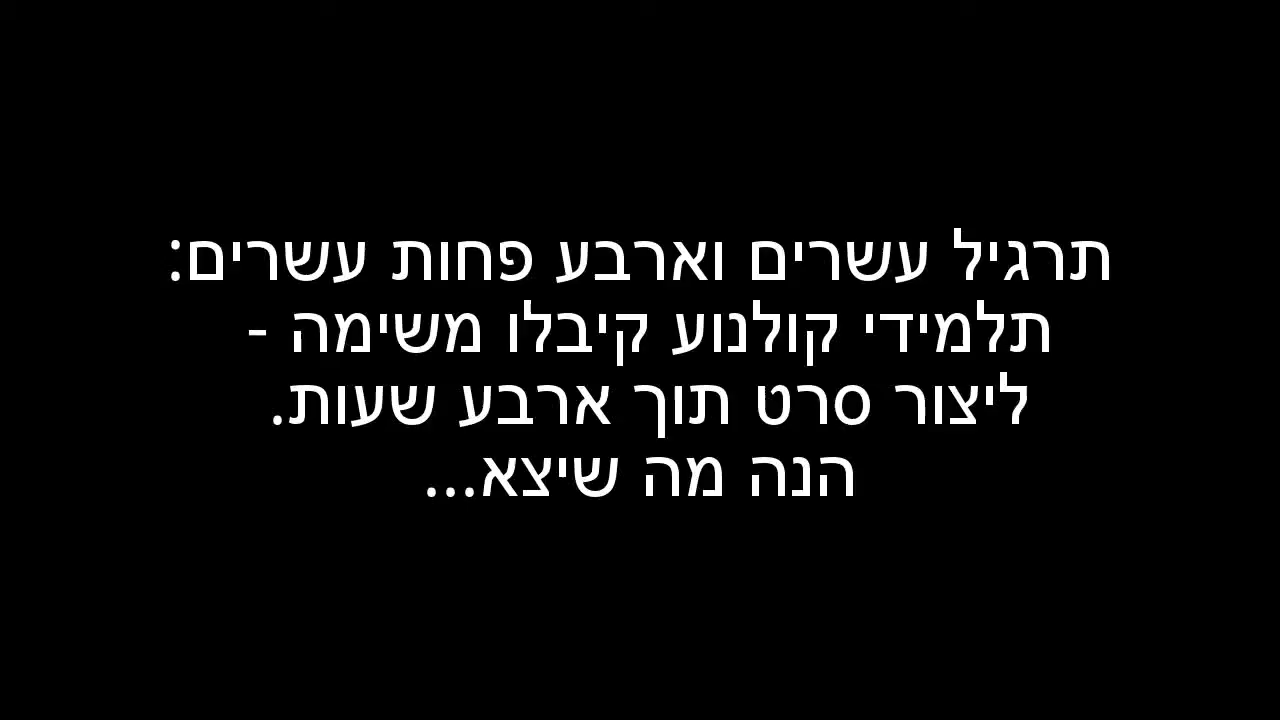 תרגיל עשרים וארבע פחות עשרים:
תלמידי קולנוע קיבלו משימה -
ליצור סרט תוך ארבע שעות.
הנה מה שיצא...